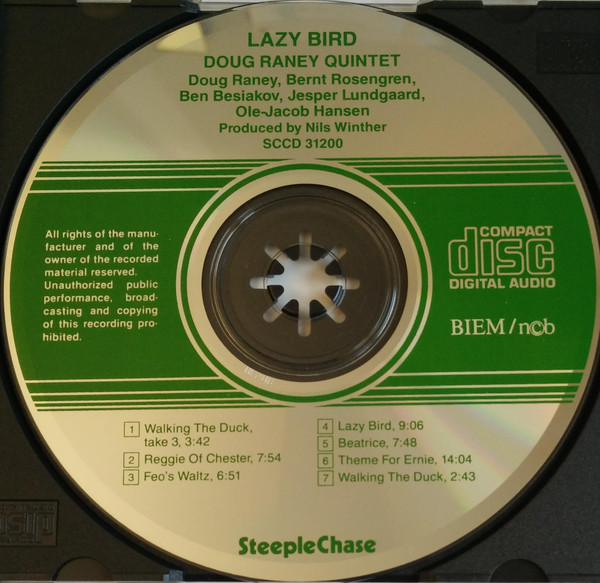 LAZY BIRD
DOUG RANEY QUINTET
Doug Raney, Bernt Rosengren,
Ben Besiakov, Jesper Lundgaard,
Ole-Jacob Hansen
Produced by Nils Winther
SCCD 31200
All rights of the manu-
facturer and of the
owner of the recorded
material reserved.
Unauthorized public
performance, broad-
casting and copying
of this recording pro-
hibited.
COMPACT
disc
DIGITAL AUDIO
BIEM/n©b
1 Walking The Duck,
take 3, 3:42
2 Reggie Of Chester, 7:54
3 Feo's Waltz, 6:51
4 Lazy Bird, 9:06
5 Beatrice, 7:48
6 Theme For Ernie, 14:04
7 Walking The Duck, 2:43
SteepleChase